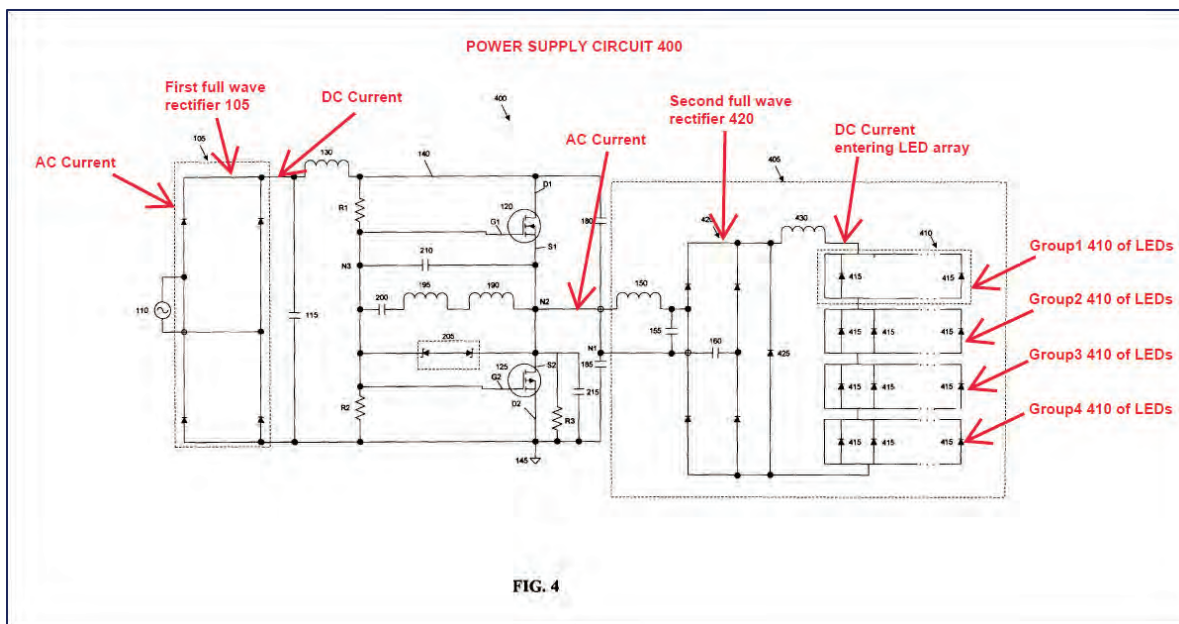 POWER SUPPLY CIRCUIT 400
First full wave
rectifier 105
DC Current
400
Second full wave
rectifier 420
DC Current
entering LED array
AC Current
AC Current
105
130
140
405
D1
R1
120
G1
180
S1
430
410
210
N3
415
415
Group1 410 of LEDs
200
195
190
N2
150
110
115
155
415
415
415
Group2 410 of LEDs
205
N1
160
425
125
S2
165
415
415
415
Group3 410 of LEDs
G2
R2
D2
R3
215
415
415
415
Group4 410 of LEDs
145
FIG. 4